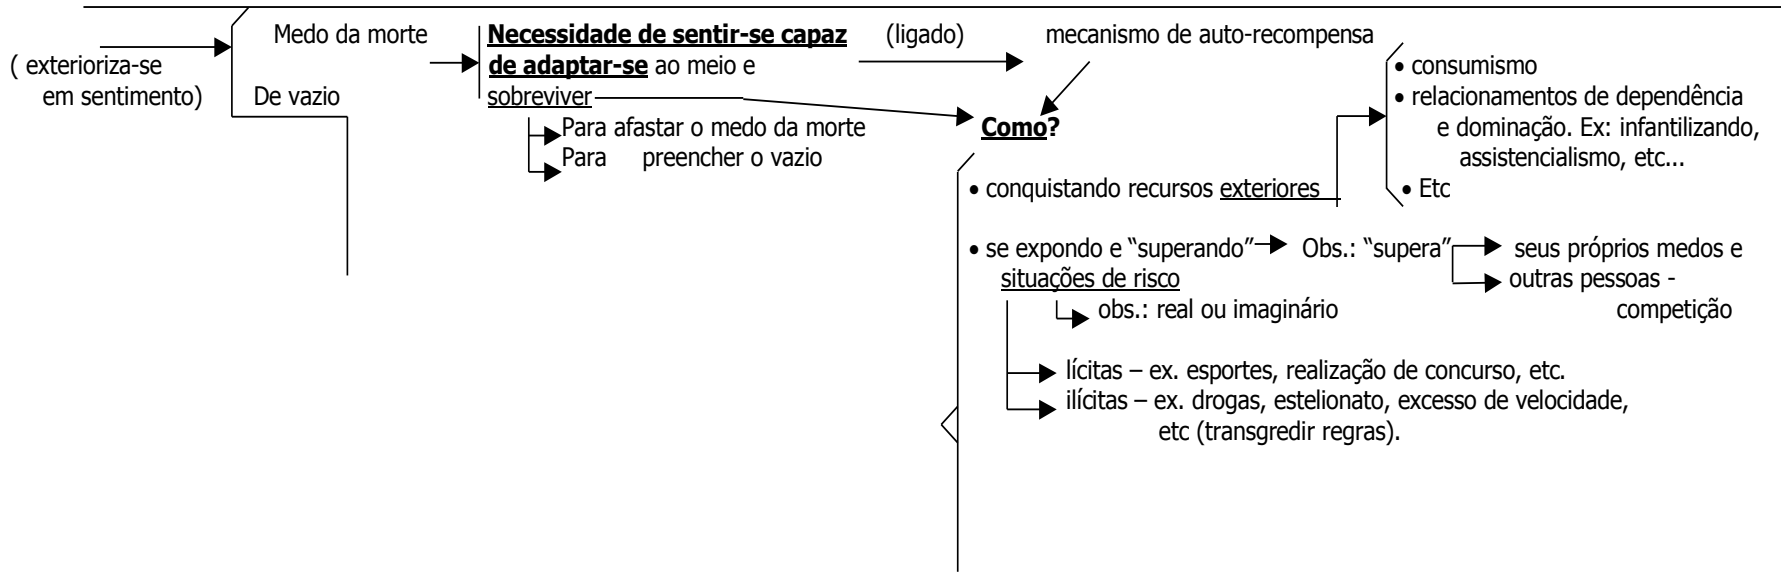 Medo da morte
( exterioriza-se
em sentimento)
De vazio
Necessidade de sentir-se capaz
de adaptar-se ao meio e
sobreviver
Para afastar o medo da morte
Para preencher o vazio
(ligado)
mecanismo de auto-recompensa
Como?
• conquistando recursos exteriores
• consumismo
• relacionamentos de dependência
e dominação. Ex: infantilizando,
assistencialismo, etc...
• Etc
• se expondo e “superando” Obs.: “supera” seus próprios medos e
situações de risco outras pessoas -
obs.: real ou imaginário competição
lícitas – ex. esportes, realização de concurso, etc.
ilícitas – ex. drogas, estelionato, excesso de velocidade,
etc (transgredir regras).